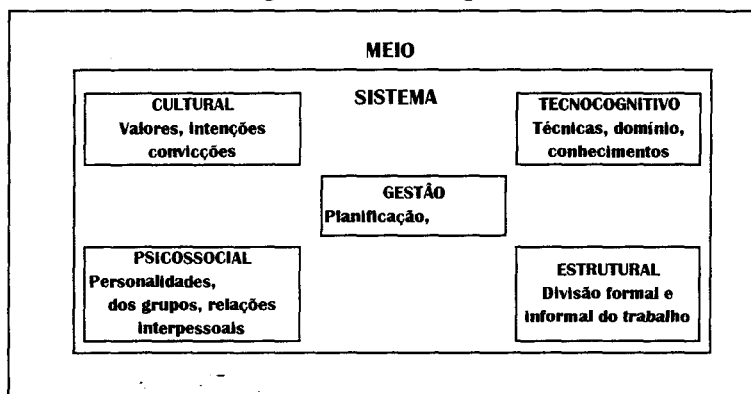 MEIO
SISTEMA
CULTURAL
Valores, intenções
convicções
TECNOCOGNITIVO
Técnicas, domínio,
conhecimentos
GESTÂO
Planificação,
PSICOSSOCIAL
Personalidades,
dos grupos, relações
interpessoais
ESTRUTURAL
Divisão formal e
informal do trabalho